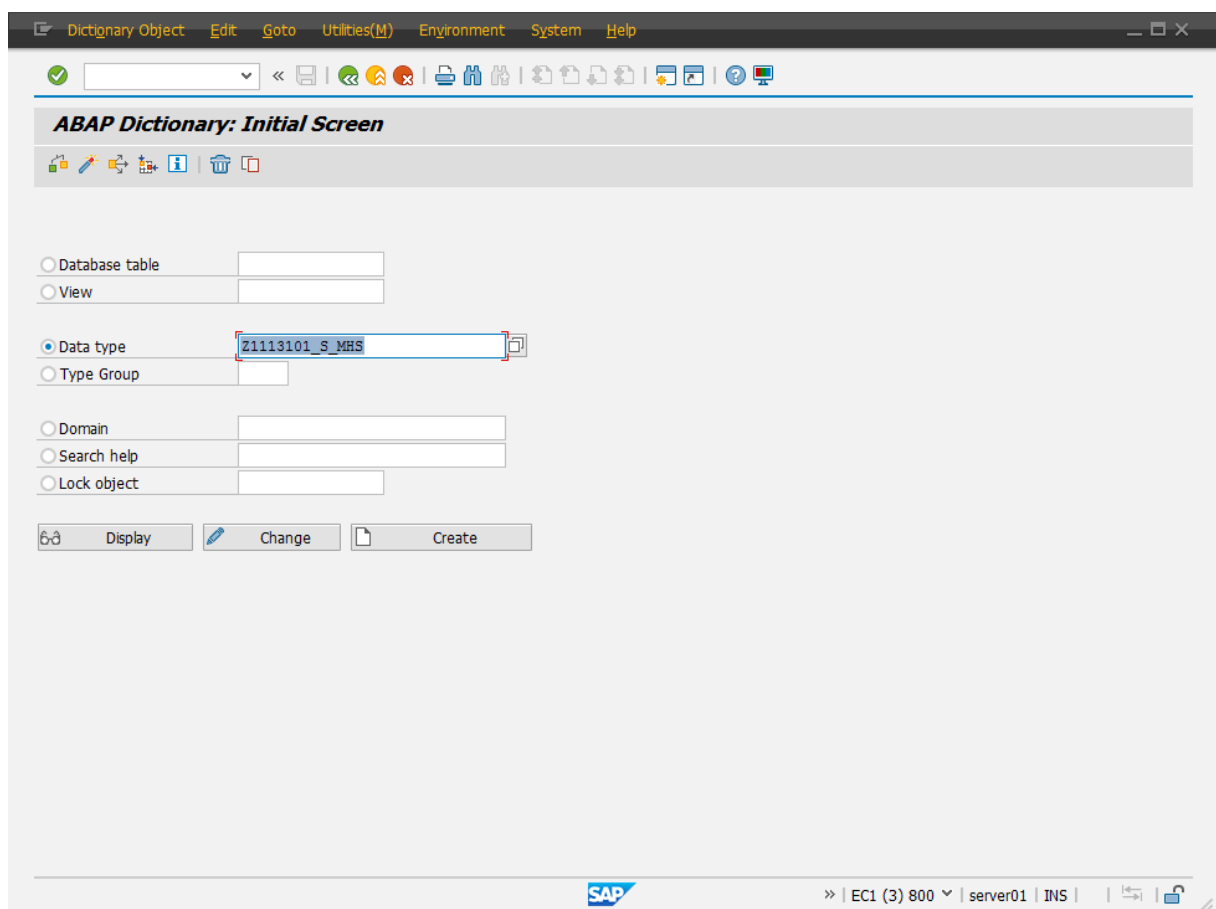 Dictionary Object Edit Goto Utilities(M) Environment System Help
ABAP Dictionary: Initial Screen
Database table
View
Data type Z1113101_S_MHS
Type Group
Domain
Search help
Lock object
Display Change Create
SAP EC1 (3) 800 server01 INS